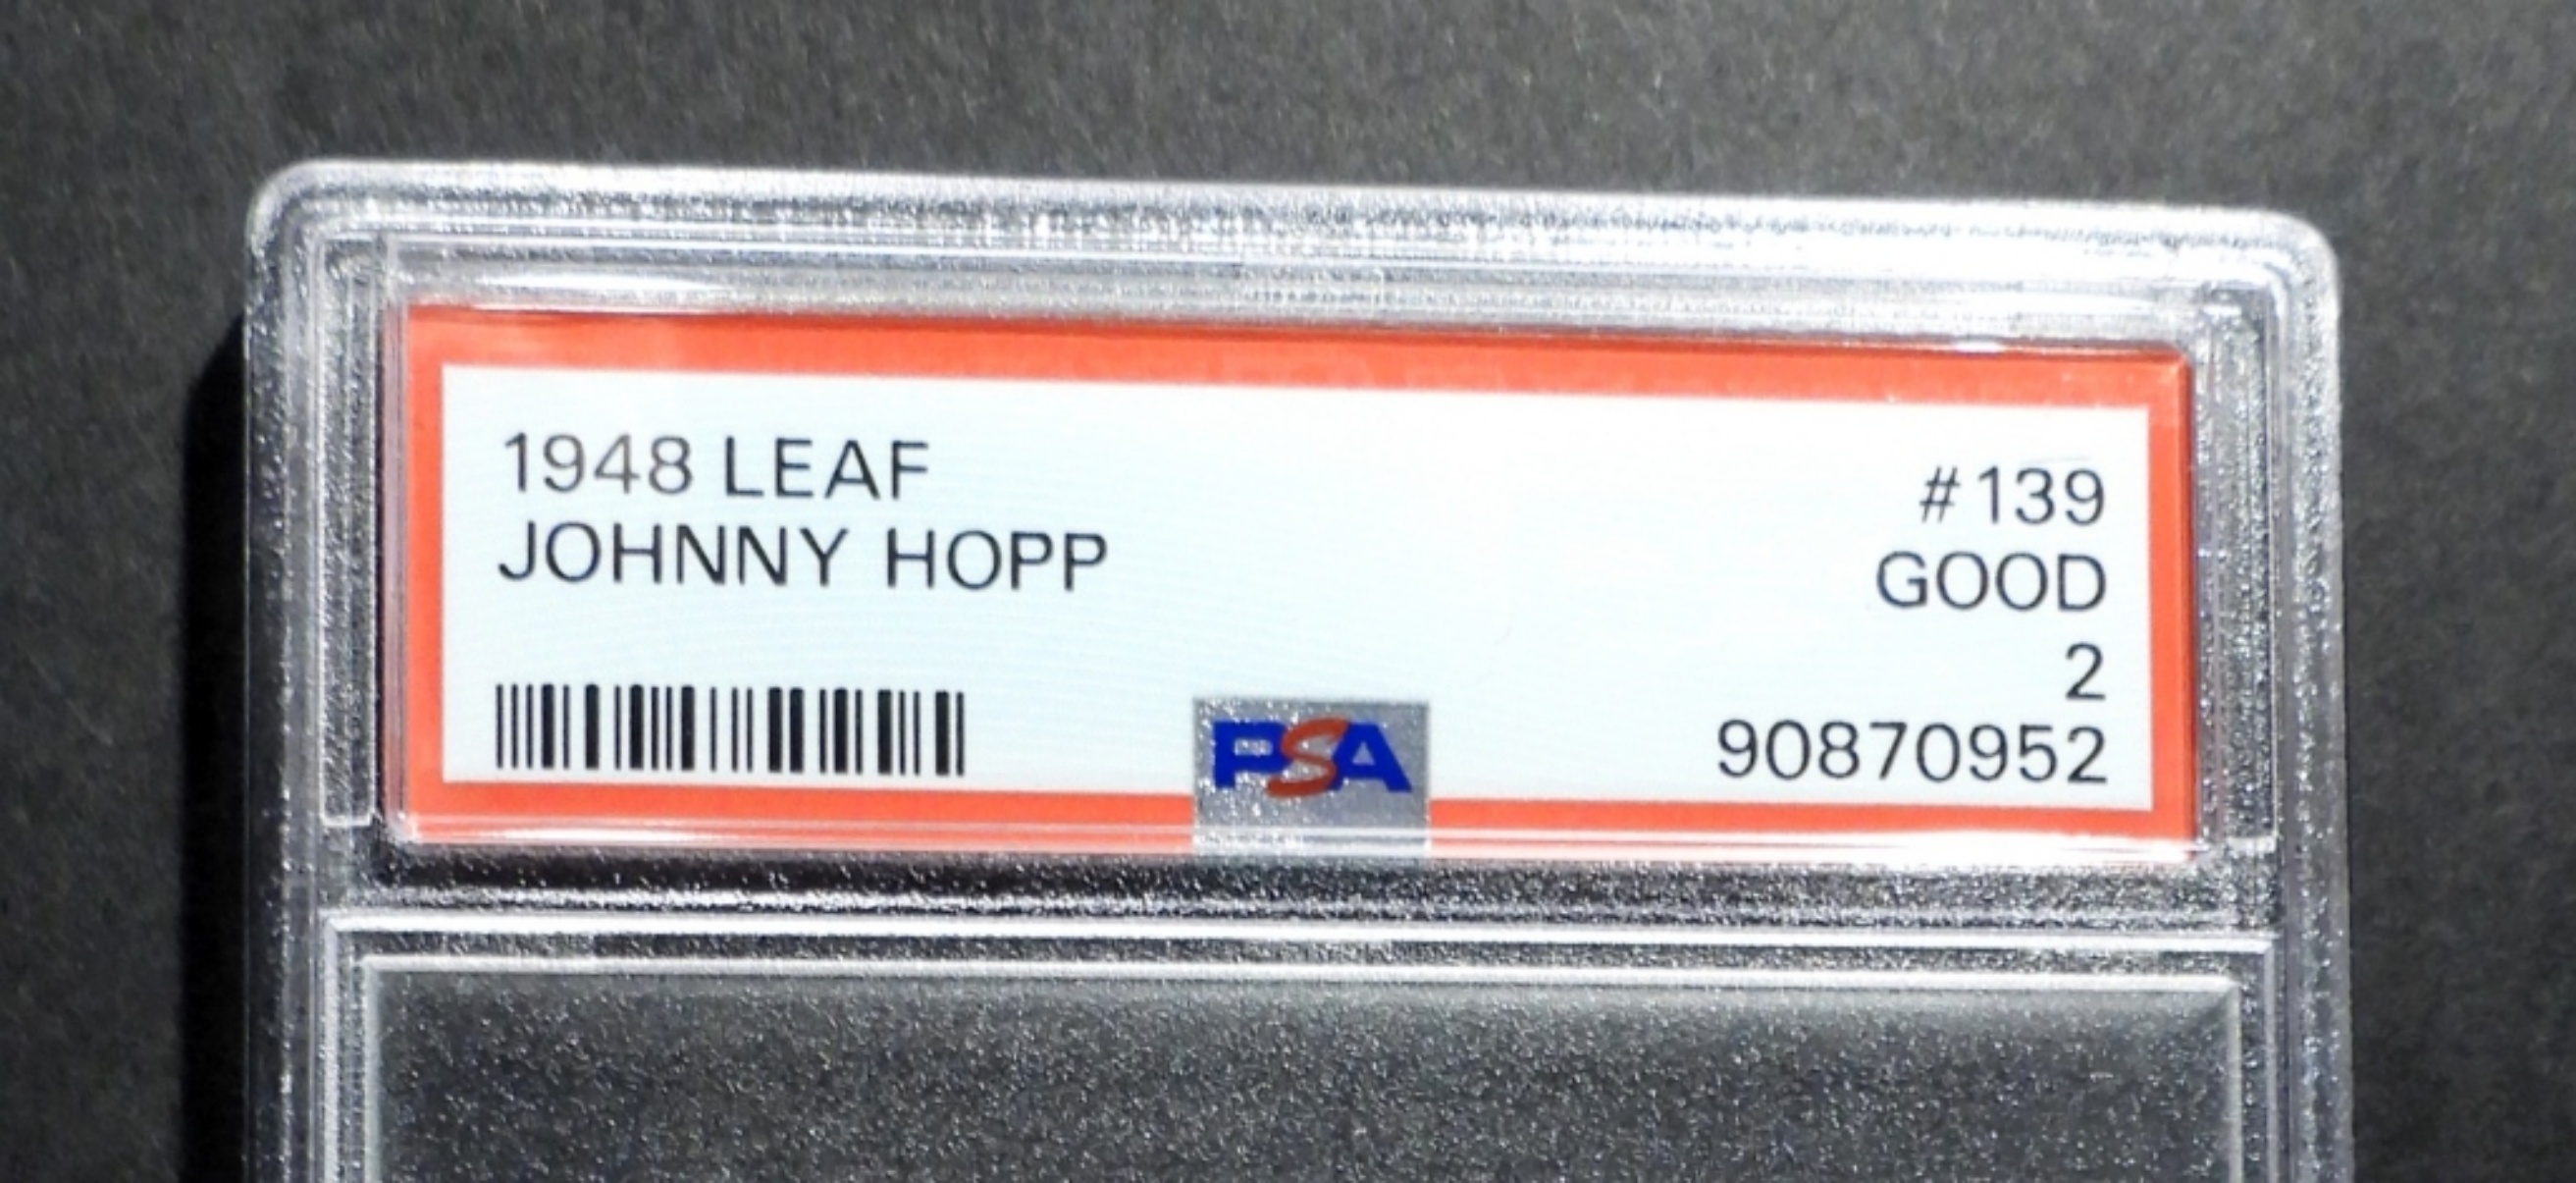 1948 LEAF
JOHNNY HOPP
#139
GOOD
2
90870952
PSA